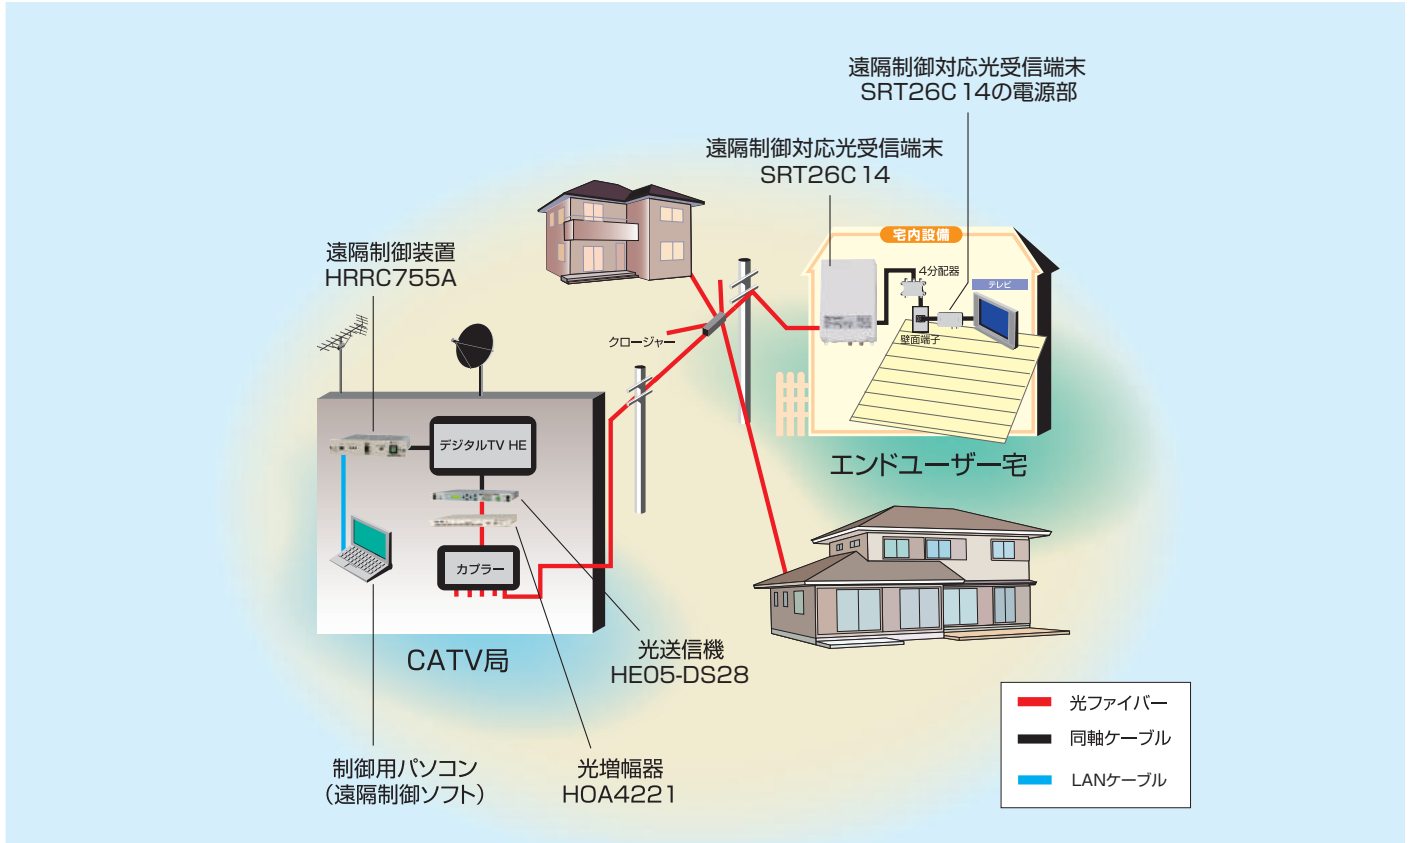 遠隔制御対応光受信端末
SRT26C14の電源部
遠隔制御対応光受信端末
SRT26C14
宅内設備
遠隔制御装置
HRRC755A
4分配器
テレビ
壁面端子
クロージャー
デジタルTV HE
エンドユーザー宅
カプラー
CATV局
光送信機
HE05-DS28
制御用パソコン
(遠隔制御ソフト)
光増幅器
HOA4221
光ファイバー
同軸ケーブル
LANケーブル